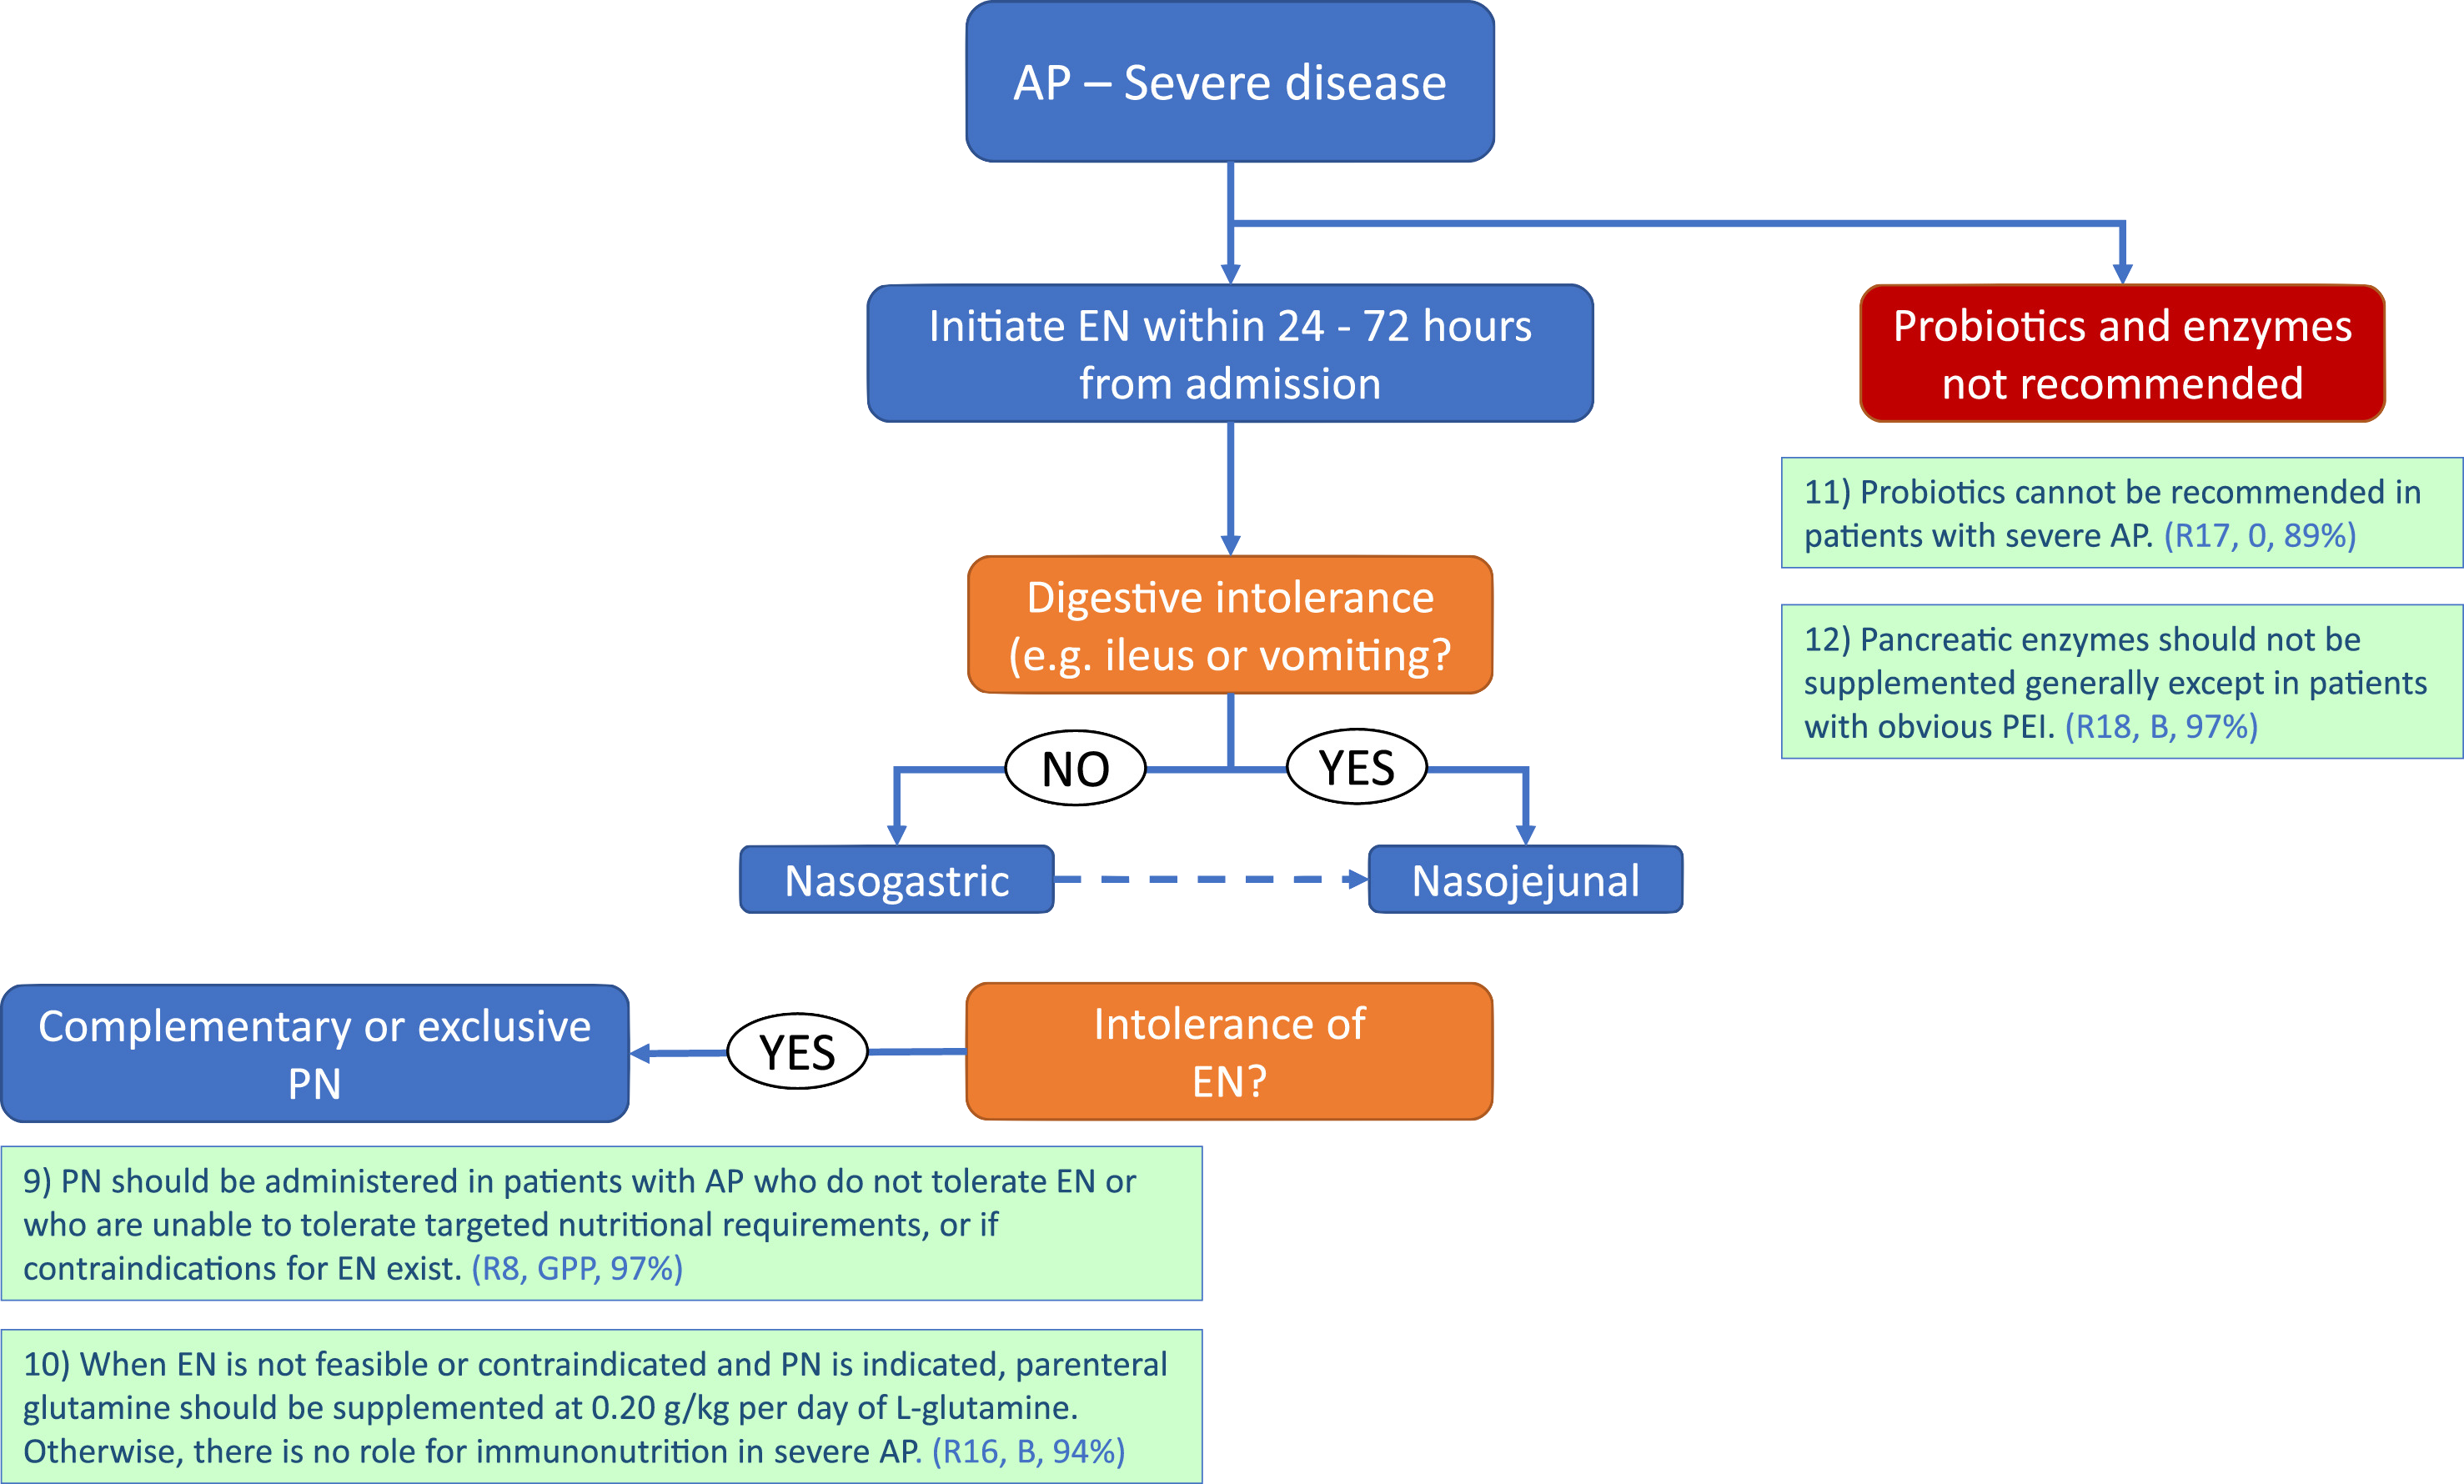 AP – Severe disease
Initiate EN within 24 - 72 hours
from admission
Probiotics and enzymes
not recommended
11) Probiotics cannot be recommended in
patients with severe AP. (R17, 0, 89%)
12) Pancreatic enzymes should not be
supplemented generally except in patients
with obvious PEI. (R18, B, 97%)
Digestive intolerance
(e.g. ileus or vomiting?
NO
YES
Nasogastric
Nasojejunal
Complementary or exclusive
PN
YES
Intolerance of
EN?
9) PN should be administered in patients with AP who do not tolerate EN or
who are unable to tolerate targeted nutritional requirements, or if
contraindications for EN exist. (R8, GPP, 97%)
10) When EN is not feasible or contraindicated and PN is indicated, parenteral
glutamine should be supplemented at 0.20 g/kg per day of L-glutamine.
Otherwise, there is no role for immunonutrition in severe AP. (R16, B, 94%)